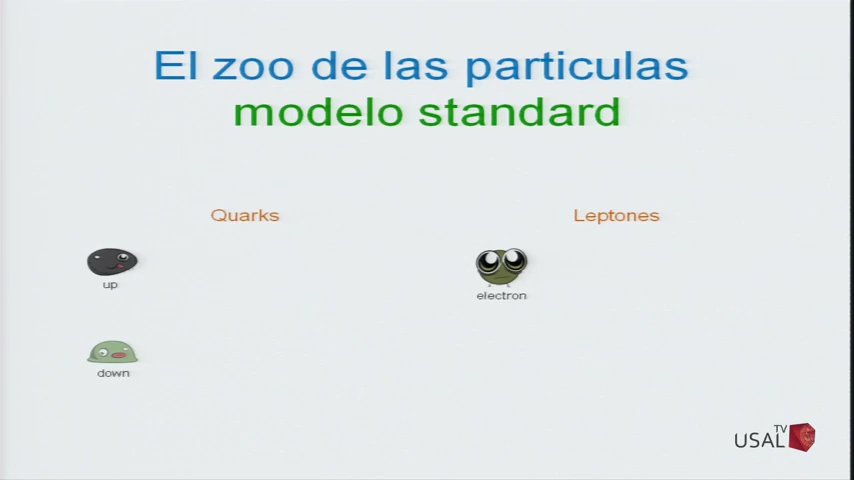 El zoo de las particulas
modelo standard
Quarks
Leptones
up
electron
down
TV
USAL